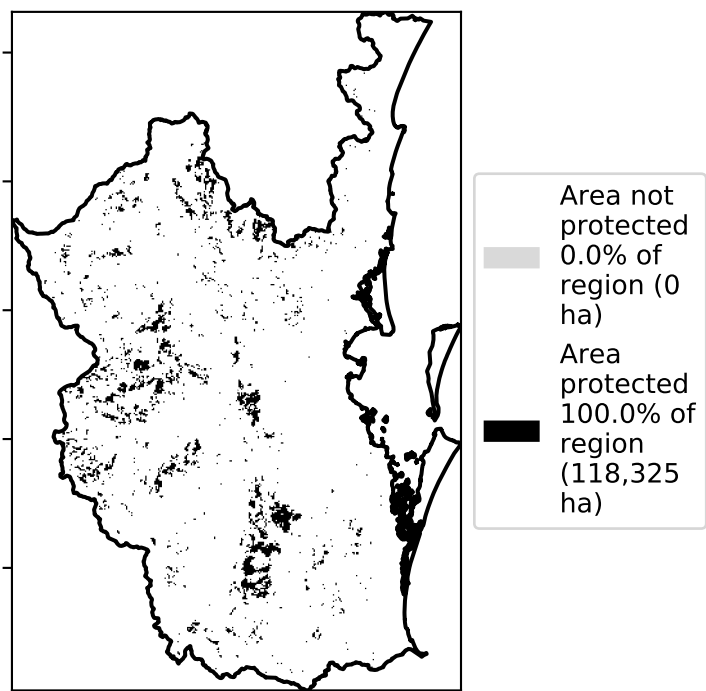 Area not
protected
0.0% of
region (0
ha)
Area
protected
100.0% of
region
(118,325
ha)